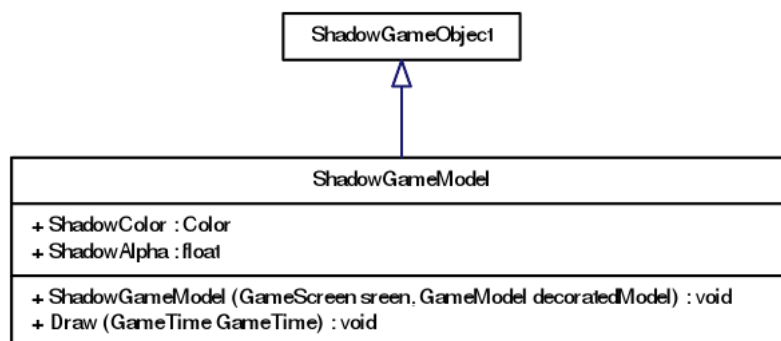 ShadowGameObject
ShadowGameModel
+ ShadowColor : Color
+ ShadowAlpha : float
+ ShadowGameModel (GameScreen sreen, GameModel decoratedModel) : void
+ Draw (GameTime GameTime) : void